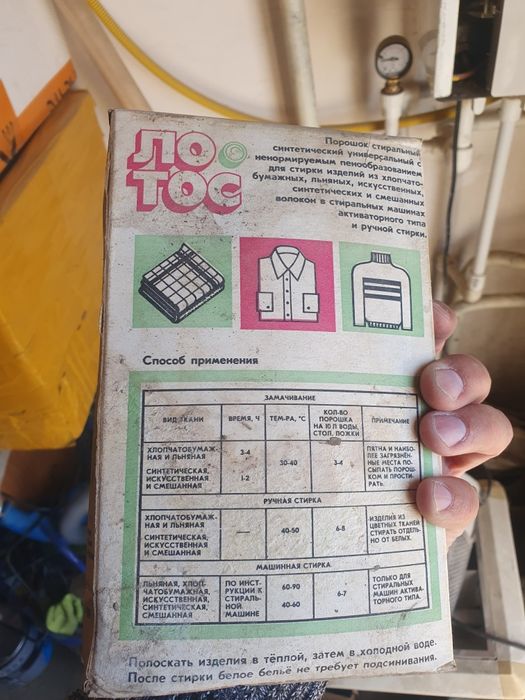 ЛО
ТОС
Порошок стиральный
синтетический универсальный с
ненормируемым пенообразованием
для стирки изделий из хлопчато-
бумажных, льняных, искусственных,
синтетических и смешанных
волокон в стиральных машинах
активаторного типа
и ручной стирки.
Способ применения
ЗАМАЧИВАНИЕ
ВИД ТКАНИ ВРЕМЯ, Ч ТЕМ-РА, °С КОЛ-ВО ПОРОШКА НА 10 Л ВОДЫ, СТОЛ. ЛОЖКИ ПРИМЕЧАНИЕ
ХЛОПЧАТОБУМАЖ-
НАЯ И ЛЬНЯНАЯ
3-4
СИНТЕТИЧЕСКАЯ,
ИСКУССТВЕННАЯ
И СМЕШАННАЯ
1-2
30-40
3-4
ПЯТНА И НАИБО-
ЛЕЕ ЗАГРЯЗНЁН-
НЫЕ МЕСТА ПО-
СЫПАТЬ ПОРОШ-
КОМ И ПРОСТИ-
РАТЬ.
РУЧНАЯ СТИРКА
ХЛОПЧАТОБУМАЖ-
НАЯ И ЛЬНЯНАЯ
СИНТЕТИЧЕСКАЯ,
ИСКУССТВЕННАЯ
И СМЕШАННАЯ
—
40-50
6-8
ИЗДЕЛИЯ ИЗ
ЦВЕТНЫХ ТКАНЕЙ
СТИРАТЬ ОТДЕЛЬ-
НО ОТ БЕЛЫХ.
МАШИННАЯ СТИРКА
ЛЬНЯНАЯ, ХЛОП-
ЧАТОБУМАЖНАЯ,
ИСКУССТВЕННАЯ,
СИНТЕТИЧЕСКАЯ,
СМЕШАННАЯ
ПО ИНСТ-
РУКЦИИ К
СТИРАЛЬ-
НОЙ
МАШИНЕ
60-90
40-60
6-7
ТОЛЬКО ДЛЯ
СТИРАЛЬНЫХ
МАШИН АКТИВА-
ТОРНОГО ТИПА.
Полоскать изделия в тёплой, затем в холодной воде.
После стирки белое бельё не требует подсинивания.